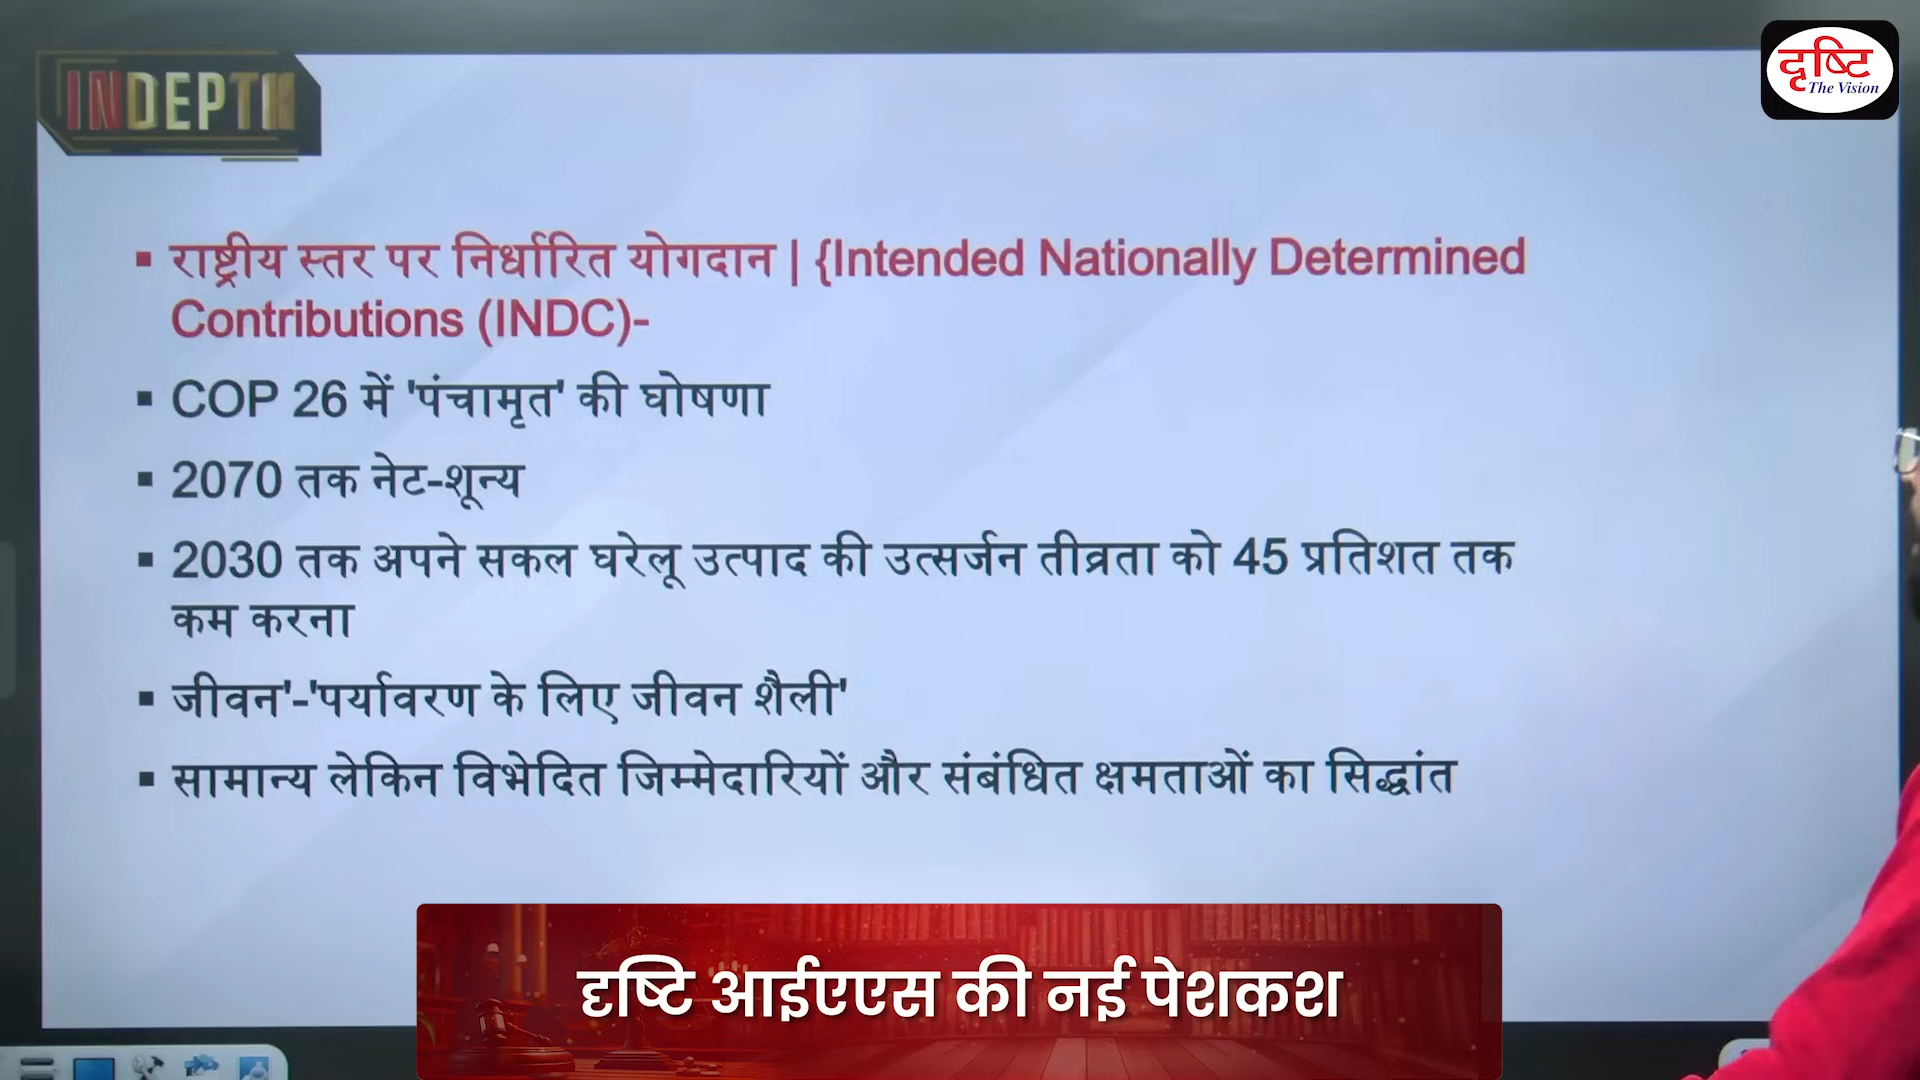 INDEPTH
दृष्टि
The Vision
▪ राष्ट्रीय स्तर पर निर्धारित योगदान | {Intended Nationally Determined
Contributions (INDC)-
▪ COP 26 में 'पंचामृत' की घोषणा
▪ 2070 तक नेट-शून्य
▪ 2030 तक अपने सकल घरेलू उत्पाद की उत्सर्जन तीव्रता को 45 प्रतिशत तक
कम करना
▪ जीवन'-'पर्यावरण के लिए जीवन शैली'
▪ सामान्य लेकिन विभेदित जिम्मेदारियों और संबंधित क्षमताओं का सिद्धांत
दृष्टि आईएएस की नई पेशकश